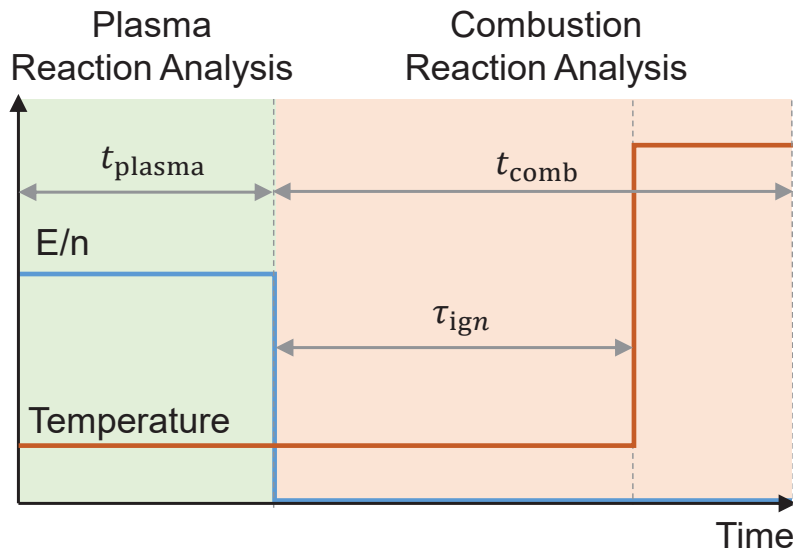 Plasma
Reaction Analysis
Combustion
Reaction Analysis
t_plasma
t_comb
E/n
τ_ign
Temperature
Time